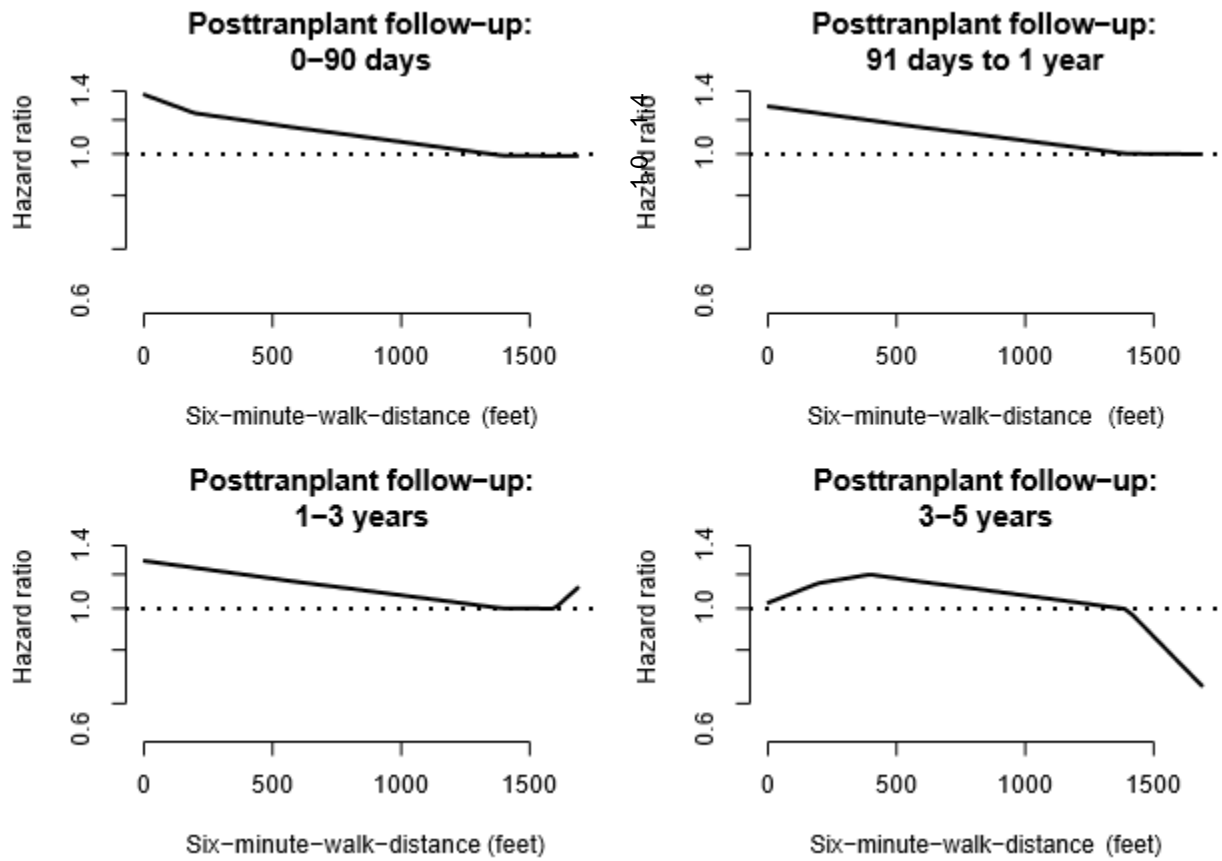 Posttranplant follow−up:
0−90 days
Hazard ratio
0.6 1.0 1.4
0 500 1000 1500
Six−minute−walk−distance (feet)
Posttranplant follow−up:
91 days to 1 year
Hazard ratio
1.0 1.4
0.6 1.0 1.4
0 500 1000 1500
Six−minute−walk−distance (feet)
Posttranplant follow−up:
1−3 years
Hazard ratio
0.6 1.0 1.4
0 500 1000 1500
Six−minute−walk−distance (feet)
Posttranplant follow−up:
3−5 years
Hazard ratio
0.6 1.0 1.4
0 500 1000 1500
Six−minute−walk−distance (feet)